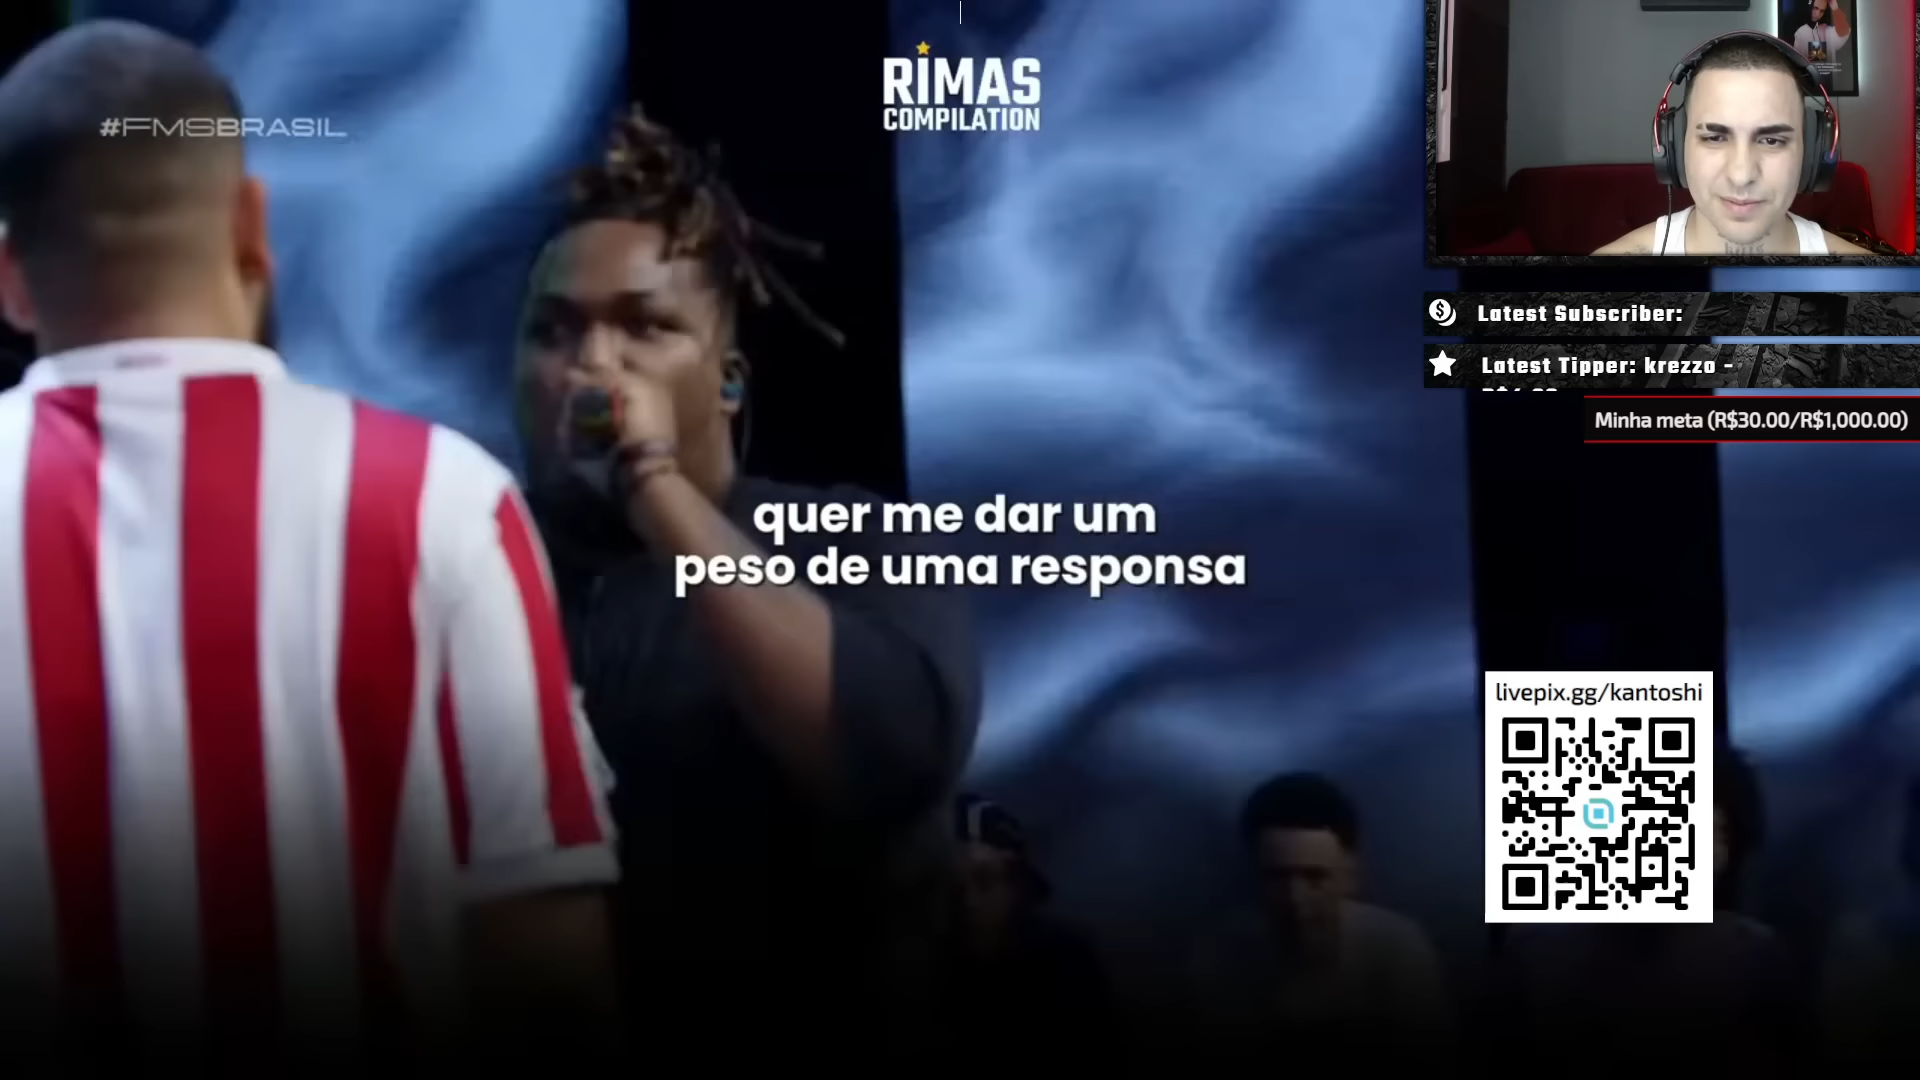 RIMAS
COMPILATION
#FMSBRASIL
quer me dar um
peso de uma responsa
Latest Subscriber:
Latest Tipper: krezzo -
Minha meta (R$30.00/R$1,000.00)
livepix.gg/kantoshi